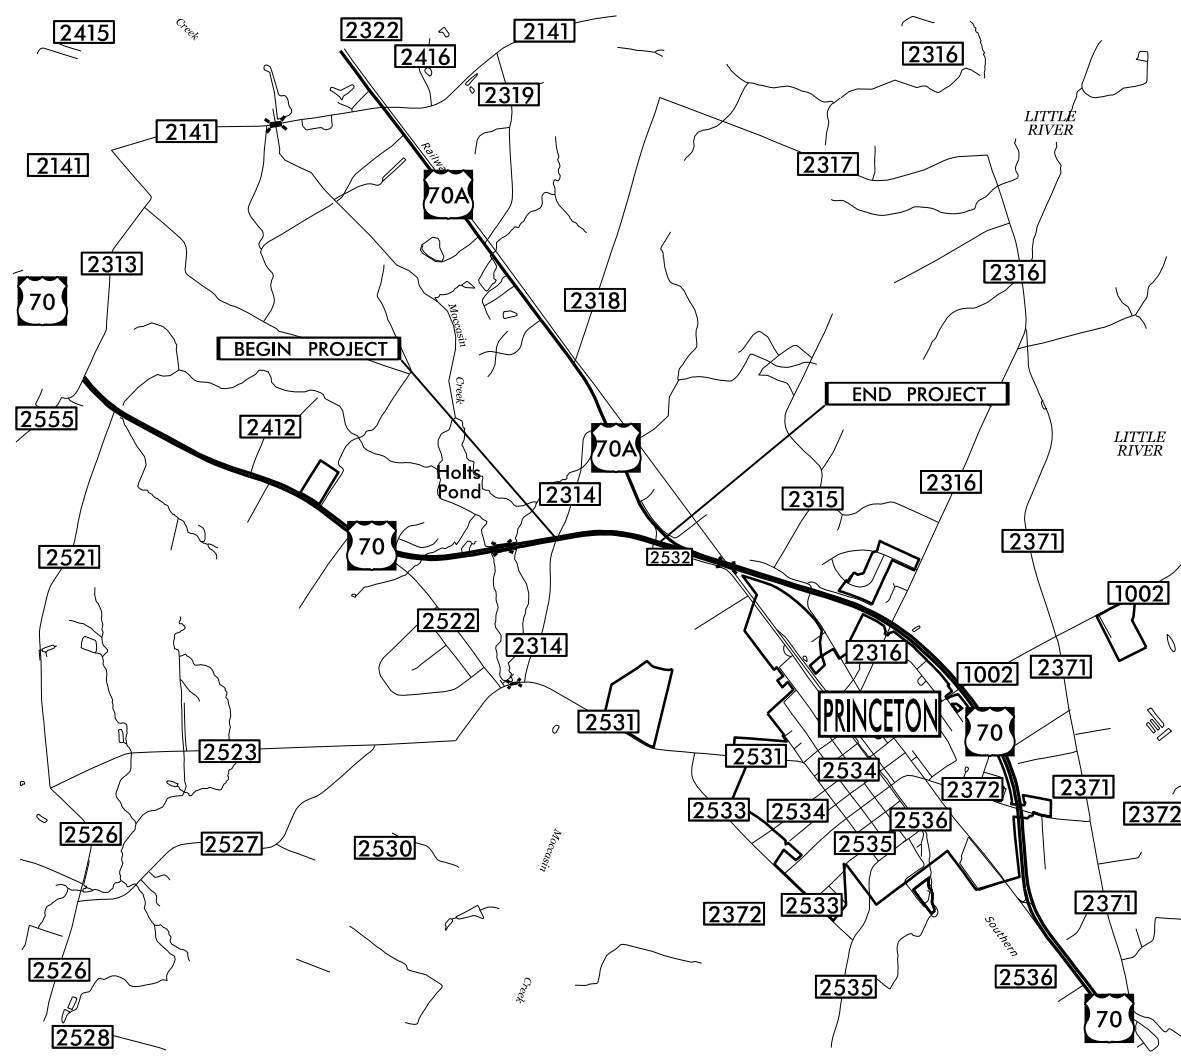 2415
Creek
2322
2416
2141
2316
2319
2141
LITTLE
RIVER
2141
Railwa
2317
70A
2313
2316
70
2318
Moccasin
BEGIN PROJECT
Creek
END PROJECT
2555
2412
70A
LITTLE
RIVER
Holts
Pond
2314
2316
2315
70
2371
2521
2532
1002
2522
2314
2316
2371
1002
PRINCETON
2531
70
2523
2531
2534
2372
2371
2533
2534
2372
2526
2536
2527
2530
2535
Moccasin
2533
2371
2372
Southern
2526
2536
2535
Creek
70
2528